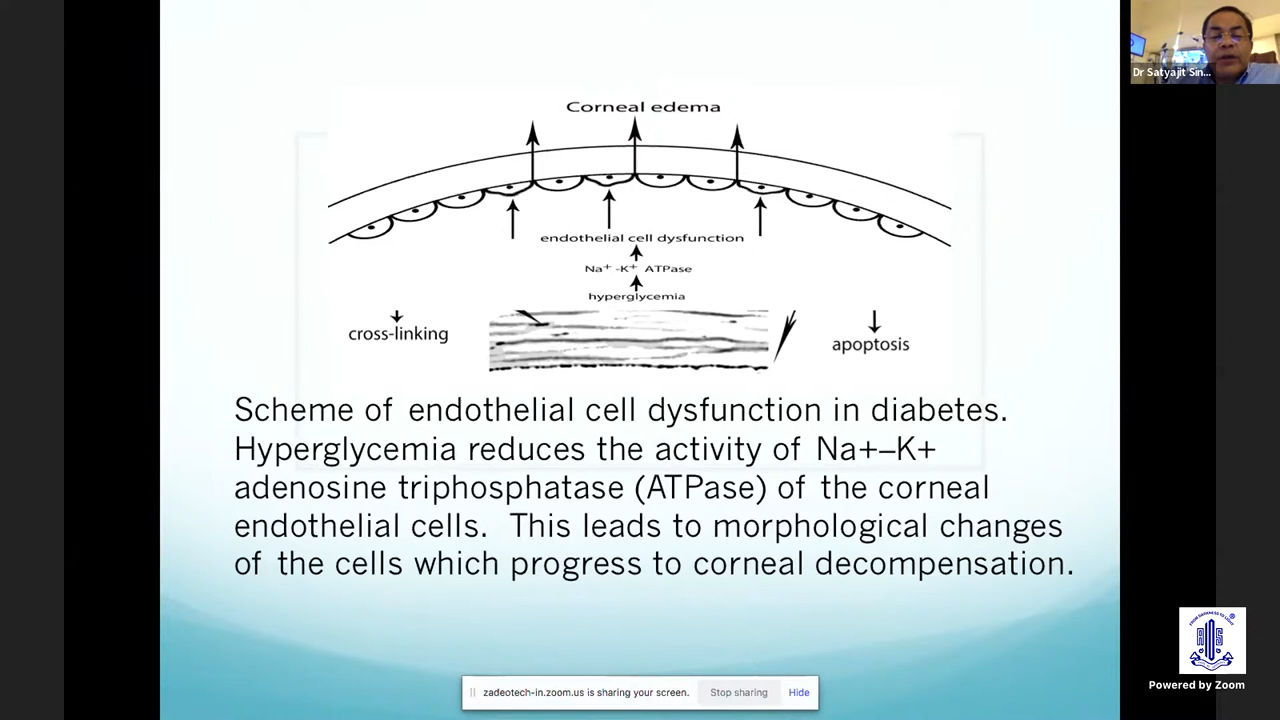 Dr Satyajit Sin...
Corneal edema
endothelial cell dysfunction
Na+ -K+ ATPase
hyperglycemia
cross-linking
apoptosis
Scheme of endothelial cell dysfunction in diabetes.
Hyperglycemia reduces the activity of Na+–K+
adenosine triphosphatase (ATPase) of the corneal
endothelial cells. This leads to morphological changes
of the cells which progress to corneal decompensation.
zadeotech-in.zoom.us is sharing your screen. Stop sharing Hide
Powered by Zoom